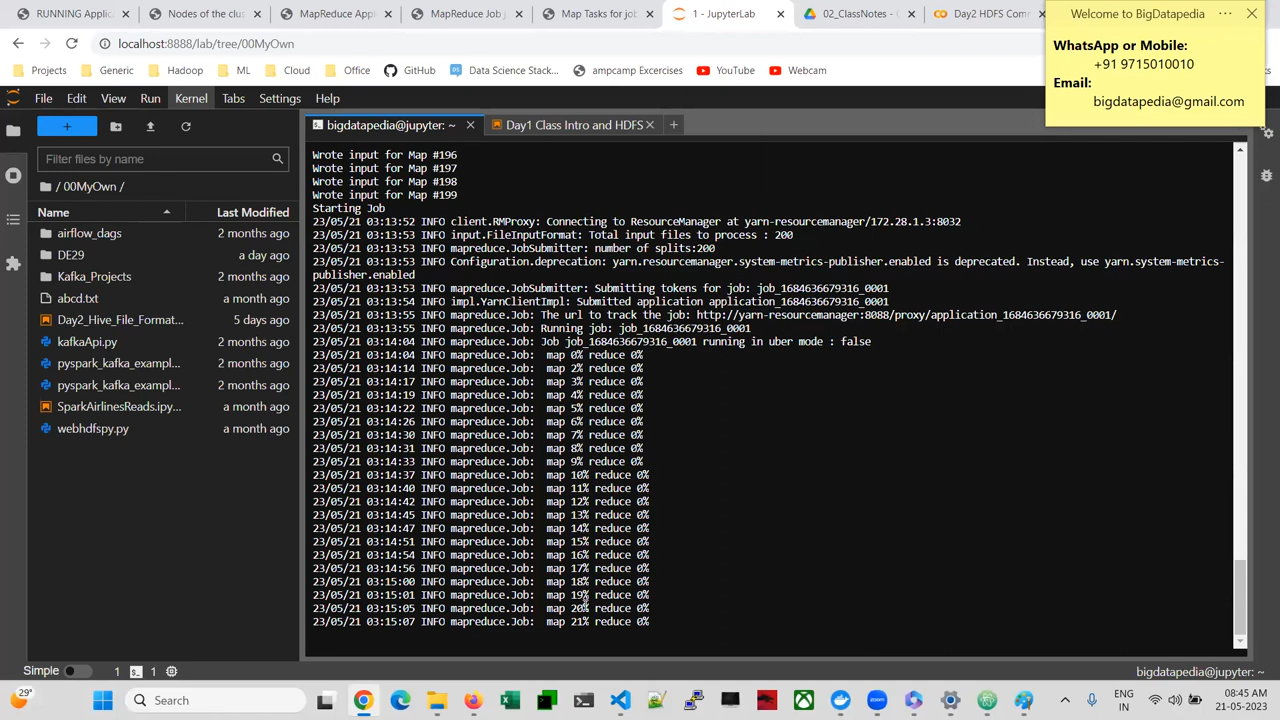 RUNNING Applic
Nodes of the clus
MapReduce Appli
MapReduce Job j
Map Tasks for job
1 - JupyterLab
02_ClassNotes -
Day2 HDFS Com
Welcome to BigDatapedia
WhatsApp or Mobile:
+91 9715010010
Email:
bigdatapedia@gmail.com
localhost:8888/lab/tree/00MyOwn
Projects Generic Hadoop ML Cloud Office GitHub Data Science Stack... ampcamp Excercises YouTube Webcam
File Edit View Run Kernel Tabs Settings Help
bigdatapedia@jupyter: ~
Day1 Class Intro and HDFS
Filter files by name
/ 00MyOwn /
Name Last Modified
airflow_dags 2 months ago
DE29 a day ago
Kafka_Projects 2 months ago
abcd.txt a month ago
Day2_Hive_File_Format... 5 days ago
kafkaApi.py 2 months ago
pyspark_kafka_exampl... 2 months ago
pyspark_kafka_exampl... 2 months ago
SparkAirlinesReads.ipy... a month ago
webhdfspy.py a month ago
Wrote input for Map #196
Wrote input for Map #197
Wrote input for Map #198
Wrote input for Map #199
Starting Job
23/05/21 03:13:52 INFO client.RMProxy: Connecting to ResourceManager at yarn-resourcemanager/172.28.1.3:8032
23/05/21 03:13:53 INFO input.FileInputFormat: Total input files to process : 200
23/05/21 03:13:53 INFO mapreduce.JobSubmitter: number of splits:200
23/05/21 03:13:53 INFO Configuration.deprecation: yarn.resourcemanager.system-metrics-publisher.enabled is deprecated. Instead, use yarn.system-metrics-
publisher.enabled
23/05/21 03:13:53 INFO mapreduce.JobSubmitter: Submitting tokens for job: job_1684636679316_0001
23/05/21 03:13:54 INFO impl.YarnClientImpl: Submitted application application_1684636679316_0001
23/05/21 03:13:55 INFO mapreduce.Job: The url to track the job: http://yarn-resourcemanager:8088/proxy/application_1684636679316_0001/
23/05/21 03:13:55 INFO mapreduce.Job: Running job: job_1684636679316_0001
23/05/21 03:14:04 INFO mapreduce.Job: Job job_1684636679316_0001 running in uber mode : false
23/05/21 03:14:04 INFO mapreduce.Job:  map 0% reduce 0%
23/05/21 03:14:14 INFO mapreduce.Job:  map 2% reduce 0%
23/05/21 03:14:17 INFO mapreduce.Job:  map 3% reduce 0%
23/05/21 03:14:19 INFO mapreduce.Job:  map 4% reduce 0%
23/05/21 03:14:22 INFO mapreduce.Job:  map 5% reduce 0%
23/05/21 03:14:26 INFO mapreduce.Job:  map 6% reduce 0%
23/05/21 03:14:30 INFO mapreduce.Job:  map 7% reduce 0%
23/05/21 03:14:31 INFO mapreduce.Job:  map 8% reduce 0%
23/05/21 03:14:33 INFO mapreduce.Job:  map 9% reduce 0%
23/05/21 03:14:37 INFO mapreduce.Job:  map 10% reduce 0%
23/05/21 03:14:40 INFO mapreduce.Job:  map 11% reduce 0%
23/05/21 03:14:42 INFO mapreduce.Job:  map 12% reduce 0%
23/05/21 03:14:45 INFO mapreduce.Job:  map 13% reduce 0%
23/05/21 03:14:47 INFO mapreduce.Job:  map 14% reduce 0%
23/05/21 03:14:51 INFO mapreduce.Job:  map 15% reduce 0%
23/05/21 03:14:54 INFO mapreduce.Job:  map 16% reduce 0%
23/05/21 03:14:56 INFO mapreduce.Job:  map 17% reduce 0%
23/05/21 03:15:00 INFO mapreduce.Job:  map 18% reduce 0%
23/05/21 03:15:01 INFO mapreduce.Job:  map 19% reduce 0%
23/05/21 03:15:05 INFO mapreduce.Job:  map 20% reduce 0%
23/05/21 03:15:07 INFO mapreduce.Job:  map 21% reduce 0%
Simple 1 1 bigdatapedia@jupyter: ~
29° Search ENG 08:45 AM
IN 21-05-2023